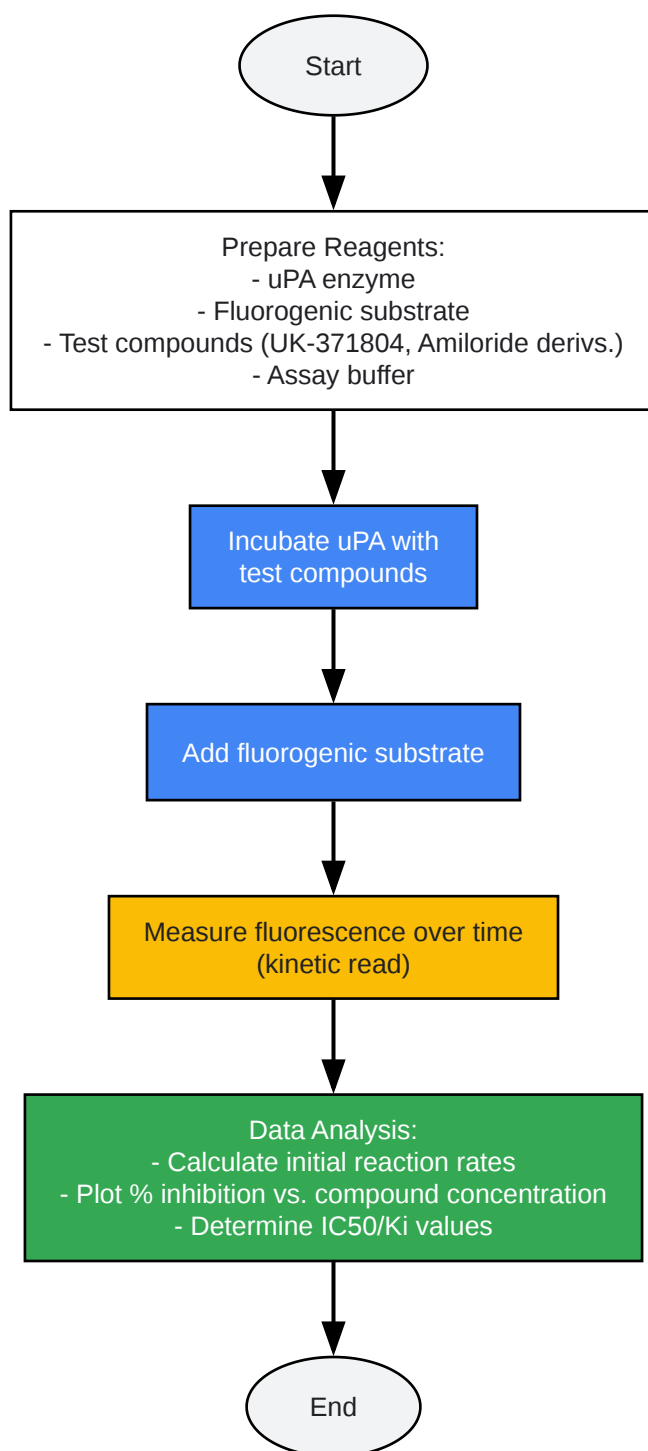 Start
Prepare Reagents:
- uPA enzyme
- Fluorogenic substrate
- Test compounds (UK-371804, Amiloride derivs.)
- Assay buffer
Incubate uPA with
test compounds
Add fluorogenic substrate
Measure fluorescence over time
(kinetic read)
Data Analysis:
- Calculate initial reaction rates
- Plot % inhibition vs. compound concentration
- Determine IC50/Ki values
End